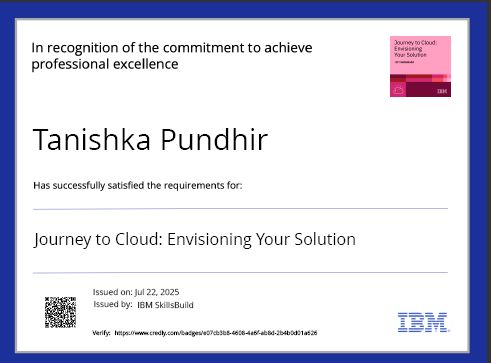 In recognition of the commitment to achieve
professional excellence
Journey to Cloud:
Envisioning
Your Solution
IBM
Tanishka Pundhir
Has successfully satisfied the requirements for:
Journey to Cloud: Envisioning Your Solution
Issued on: Jul 22, 2025
Issued by: IBM SkillsBuild
Verify: https://www.credly.com/badges/e07cb3b8-4608-4a6f-ab8d-2b4b0d01a626
IBM